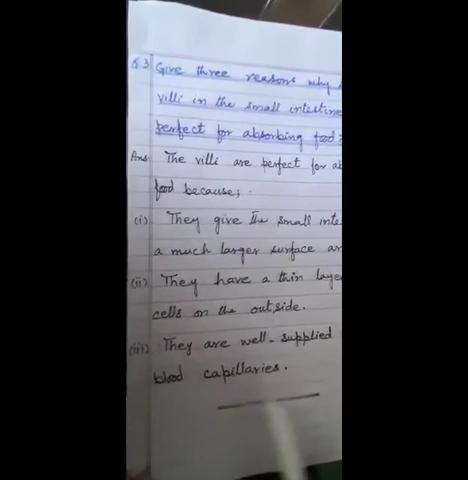 Q 3 Give three reasons why
villi in the small intestine
perfect for absorbing food
Ans: The villi are perfect for
food because;
(i) They give the small
a much larger surface
(ii) They have a thin
cells on the outside.
(iii) They are well-supplied
blood capillaries.